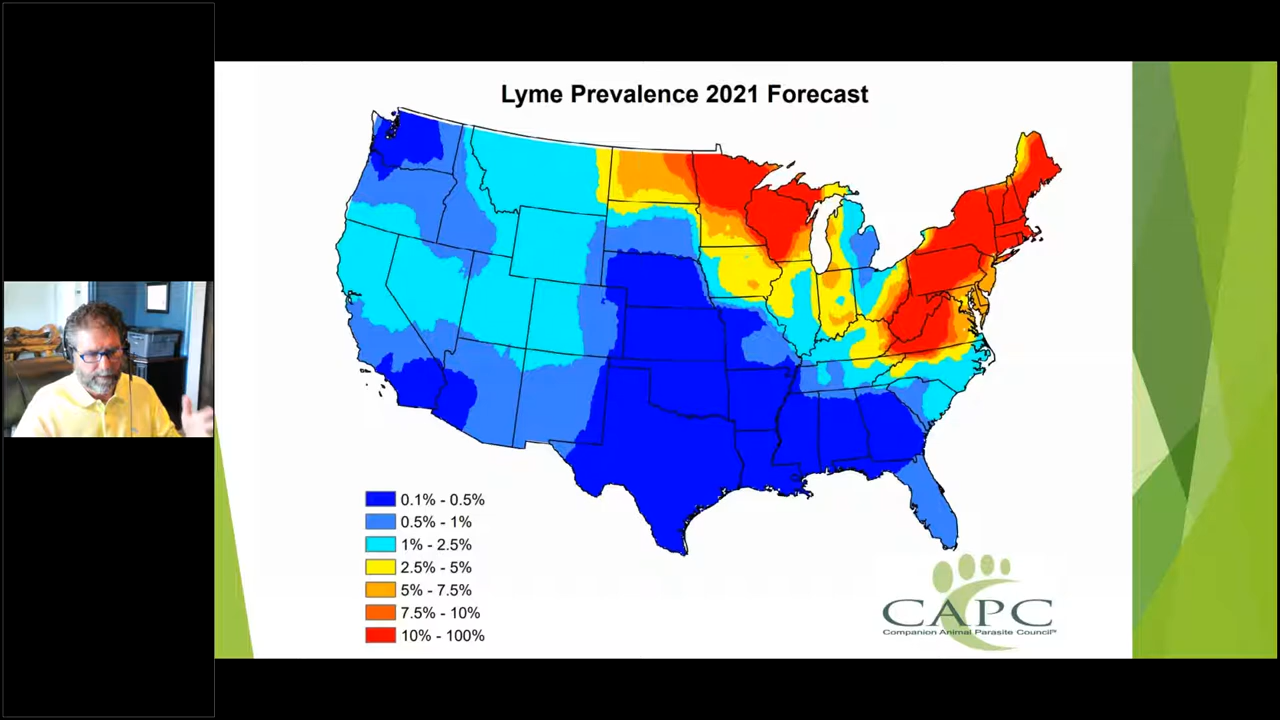 Lyme Prevalence 2021 Forecast
0.1% - 0.5%
0.5% - 1%
1% - 2.5%
2.5% - 5%
5% - 7.5%
7.5% - 10%
10% - 100%
CAPC
Companion Animal Parasite Council™